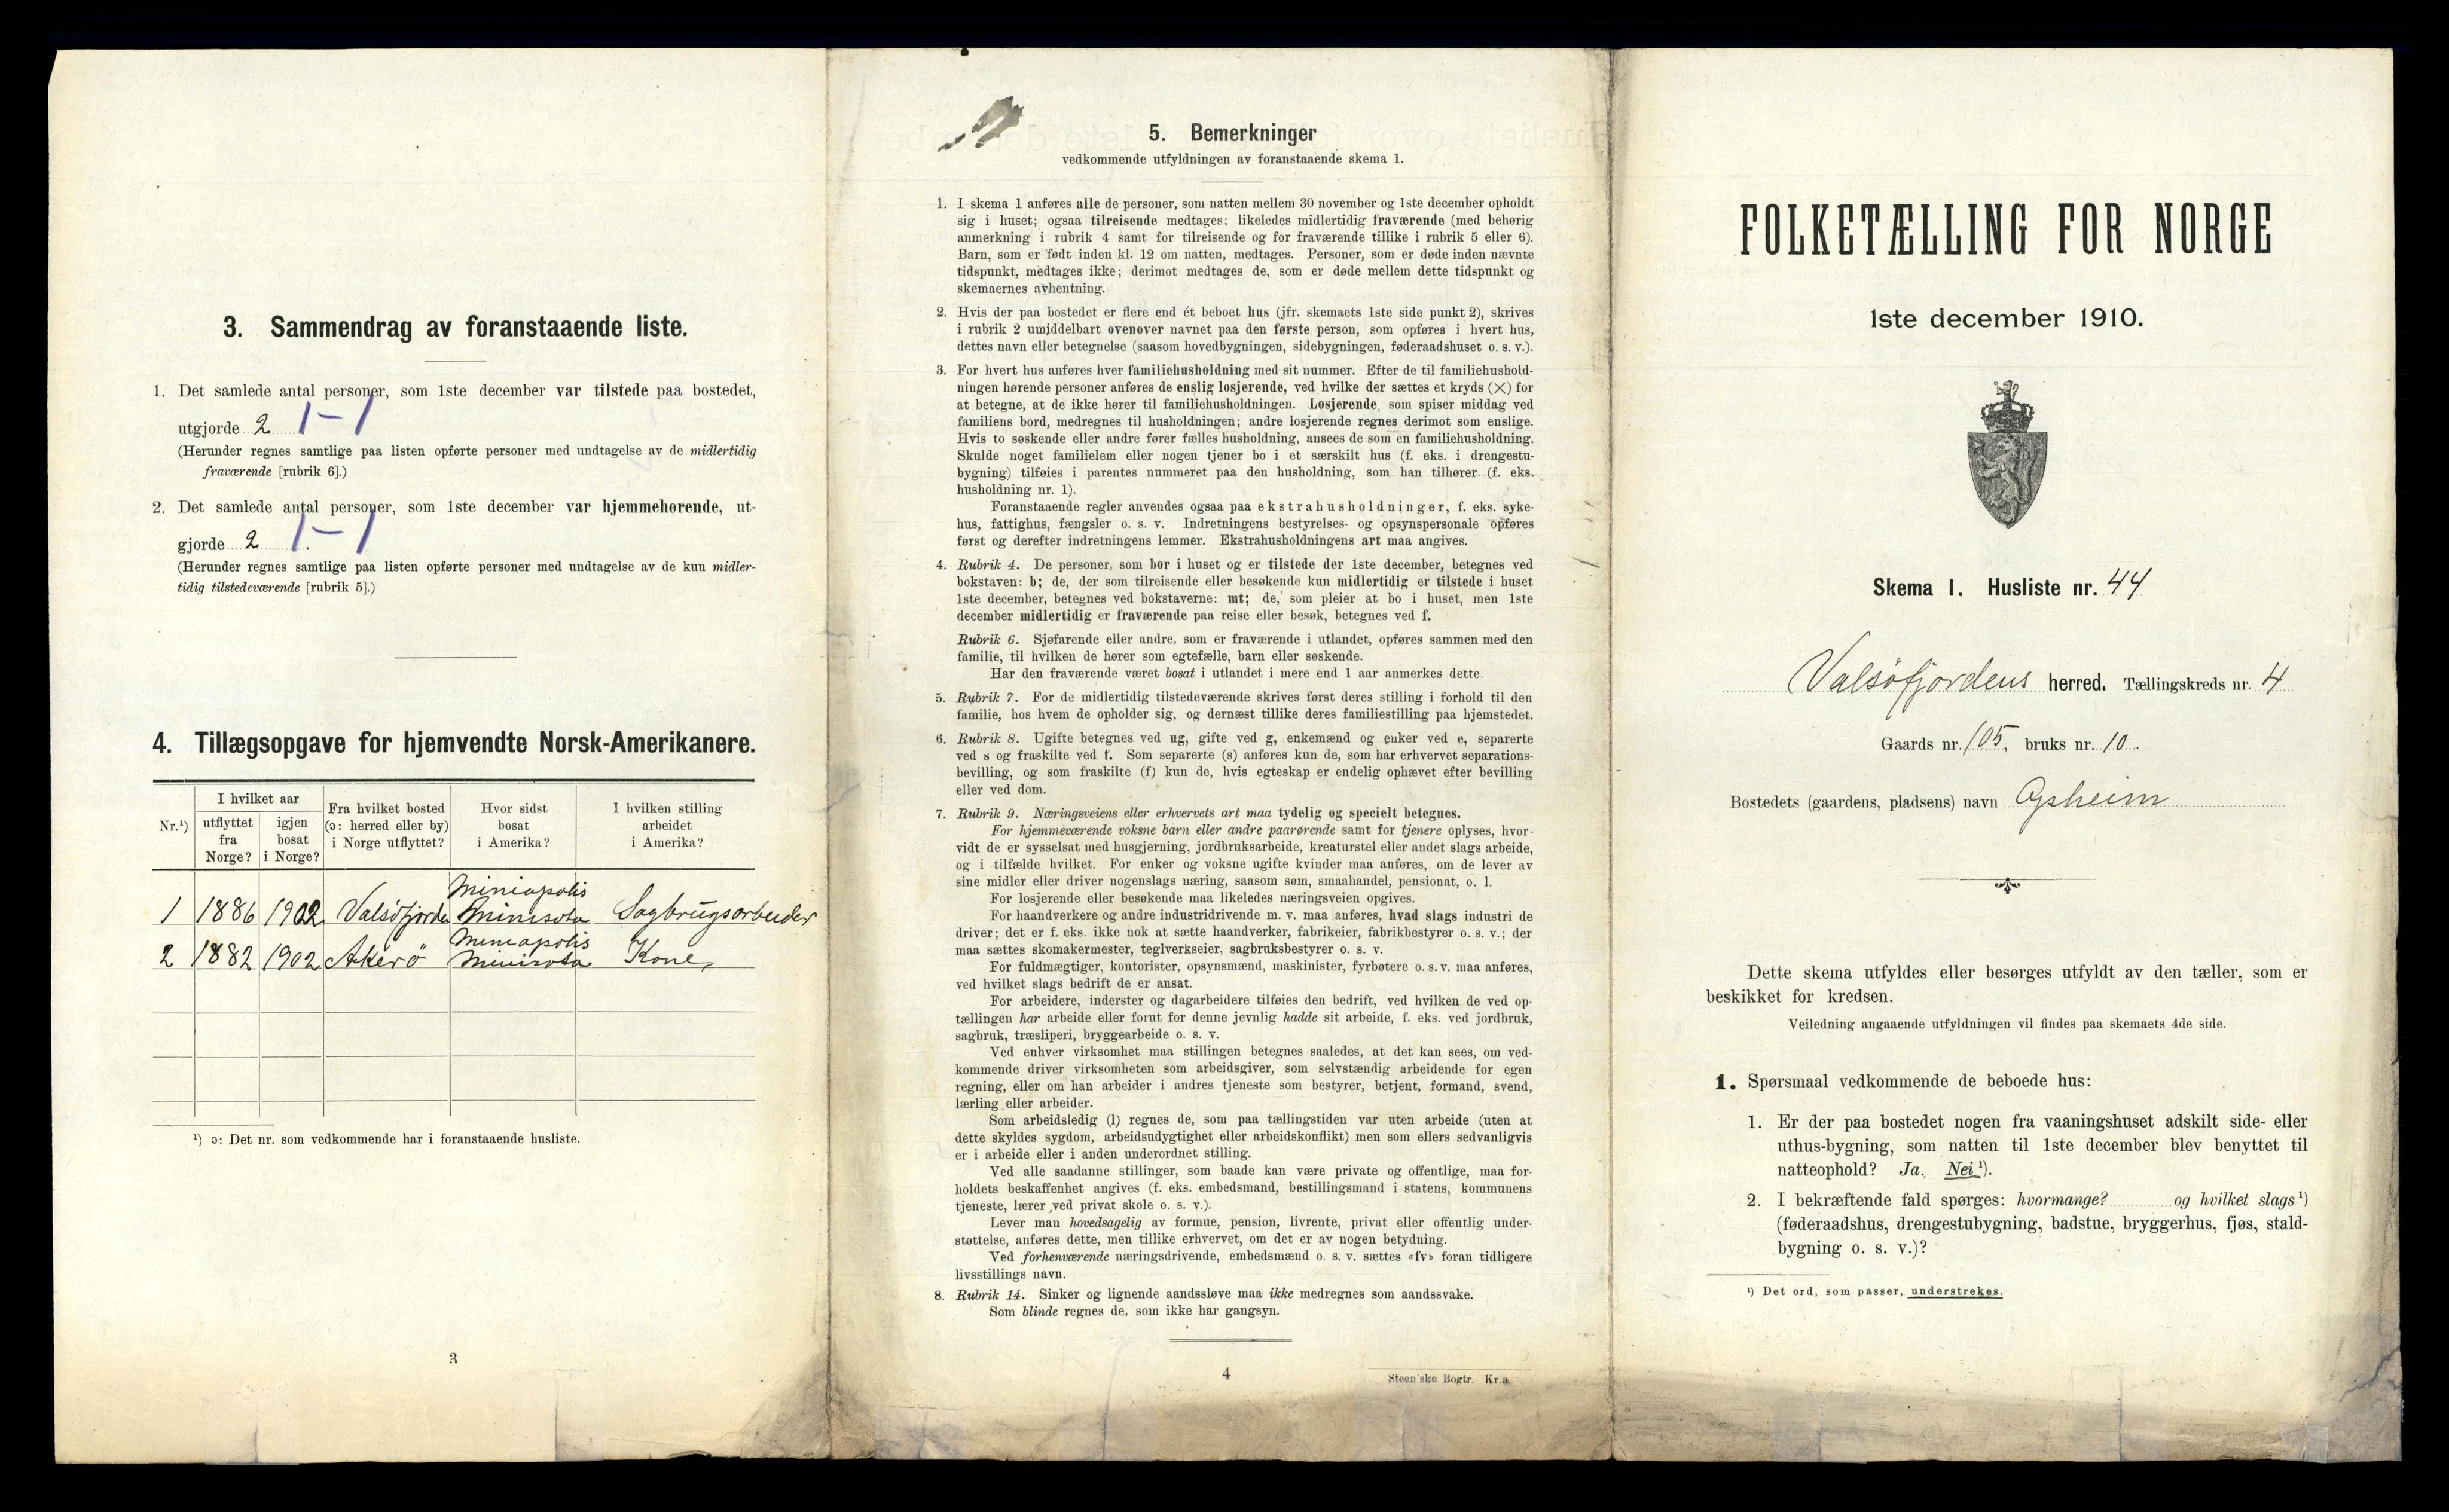 3. Sammendrag av foranstaaende liste.
1. Det samlede antal personer, som 1ste december var tilstede paa bostedet,
utgjorde 2 1–1
(Herunder regnes samtlige paa listen opførte personer med undtagelse av de midlertidig
fraværende [rubrik 6].)
2. Det samlede antal personer, som 1ste december var hjemmehørende, ut-
gjorde 2 1–1
(Herunder regnes samtlige paa listen opførte personer med undtagelse av de kun midler-
tidig tilstedeværende [rubrik 5].)
4. Tillægsopgave for hjemvendte Norsk-Amerikanere.
Nr.¹)
I hvilket aar
utflyttet
fra
Norge?
igjen
bosat
i Norge?
Fra hvilket bosted
(ɔ: herred eller by)
i Norge utflyttet?
Hvor sidst
bosat
i Amerika?
I hvilken stilling
arbeidet
i Amerika?
1 1886 1902 Valsöfjorden Miniapolis Minisota Sagbrugsarbeider
2 1882 1902 Akerö Miniapolis Minisota Kone
¹) ɔ: Det nr. som vedkommende har i foranstaaende husliste.
3
5. Bemerkninger
vedkommende utfyldningen av foranstaaende skema 1.
1. I skema 1 anføres alle de personer, som natten mellem 30 november og 1ste december opholdt
sig i huset; ogsaa tilreisende medtages; likeledes midlertidig fraværende (med behørig
anmerkning i rubrik 4 samt for tilreisende og for fraværende tillike i rubrik 5 eller 6).
Barn, som er født inden kl. 12 om natten, medtages. Personer, som er døde inden nævnte
tidspunkt, medtages ikke; derimot medtages de, som er døde mellem dette tidspunkt og
skemaernes avhentning.
2. Hvis der paa bostedet er flere end ét beboet hus (jfr. skemaets 1ste side punkt 2), skrives
i rubrik 2 umiddelbart ovenover navnet paa den første person, som opføres i hvert hus,
dettes navn eller betegnelse (saasom hovedbygningen, sidebygningen, føderaadshuset o. s. v.).
3. For hvert hus anføres hver familiehusholdning med sit nummer. Efter de til familiehushold-
ningen hørende personer anføres de enslig losjerende, ved hvilke der sættes et kryds (×) for
at betegne, at de ikke hører til familiehusholdningen. Losjerende, som spiser middag ved
familiens bord, medregnes til husholdningen; andre losjerende regnes derimot som enslige.
Hvis to søskende eller andre fører fælles husholdning, ansees de som en familiehusholdning.
Skulde noget familielem eller nogen tjener bo i et særskilt hus (f. eks. i drengestu-
bygning) tilføies i parentes nummeret paa den husholdning, som han tilhører (f. eks.
husholdning nr. 1).
Foranstaaende regler anvendes ogsaa paa ekstrahusholdninger, f. eks. syke-
hus, fattighus, fængsler o. s. v. Indretningens bestyrelses- og opsynspersonale opføres
først og derefter indretningens lemmer. Ekstrahusholdningens art maa angives.
4. Rubrik 4. De personer, som bor i huset og er tilstede der 1ste december, betegnes ved
bokstaven: b; de, der som tilreisende eller besøkende kun midlertidig er tilstede i huset
1ste december, betegnes ved bokstaverne: mt; de, som pleier at bo i huset, men 1ste
december midlertidig er fraværende paa reise eller besøk, betegnes ved f.
Rubrik 6. Sjøfarende eller andre, som er fraværende i utlandet, opføres sammen med den
familie, til hvilken de hører som egtefælle, barn eller søskende.
Har den fraværende været bosat i utlandet i mere end 1 aar anmerkes dette.
5. Rubrik 7. For de midlertidig tilstedeværende skrives først deres stilling i forhold til den
familie, hos hvem de opholder sig, og dernæst tillike deres familiestilling paa hjemstedet.
6. Rubrik 8. Ugifte betegnes ved ug, gifte ved g, enkemænd og enker ved e, separerte
ved s og fraskilte ved f. Som separerte (s) anføres kun de, som har erhvervet separations-
bevilling, og som fraskilte (f) kun de, hvis egteskap er endelig ophævet efter bevilling
eller ved dom.
7. Rubrik 9. Næringsveiens eller erhvervets art maa tydelig og specielt betegnes.
For hjemmeværende voksne barn eller andre paarørende samt for tjenere oplyses, hvor-
vidt de er sysselsat med husgjerning, jordbruksarbeide, kreaturstel eller andet slags arbeide,
og i tilfælde hvilket. For enker og voksne ugifte kvinder maa anføres, om de lever av
sine midler eller driver nogenslags næring, saasom søm, smaahandel, pensionat, o. l.
For losjerende eller besøkende maa likeledes næringsveien opgives.
For haandverkere og andre industridrivende m. v. maa anføres, hvad slags industri de
driver; det er f. eks. ikke nok at sætte haandverker, fabrikeier, fabrikbestyrer o. s. v.; der
maa sættes skomakermester, teglverkseier, sagbruksbestyrer o. s. v.
For fuldmægtiger, kontorister, opsynsmænd, maskinister, fyrbøtere o. s. v. maa anføres,
ved hvilket slags bedrift de er ansat.
For arbeidere, inderster og dagarbeidere tilføies den bedrift, ved hvilken de ved op-
tællingen har arbeide eller forut for denne jevnlig hadde sit arbeide, f. eks. ved jordbruk,
sagbruk, træsliperi, bryggearbeide o. s. v.
Ved enhver virksomhet maa stillingen betegnes saaledes, at det kan sees, om ved-
kommende driver virksomheten som arbeidsgiver, som selvstændig arbeidende for egen
regning, eller om han arbeider i andres tjeneste som bestyrer, betjent, formand, svend,
lærling eller arbeider.
Som arbeidsledig (l) regnes de, som paa tællingstiden var uten arbeide (uten at
dette skyldes sygdom, arbeidsudygtighet eller arbeidskonflikt) men som ellers sedvanligvis
er i arbeide eller i anden underordnet stilling.
Ved alle saadanne stillinger, som baade kan være private og offentlige, maa for-
holdets beskaffenhet angives (f. eks. embedsmand, bestillingsmand i statens, kommunens
tjeneste, lærer ved privat skole o. s. v.).
Lever man hovedsagelig av formue, pension, livrente, privat eller offentlig under-
støttelse, anføres dette, men tillike erhvervet, om det er av nogen betydning.
Ved forhenværende næringsdrivende, embedsmænd o. s. v. sættes «fv» foran tidligere
livsstillings navn.
8. Rubrik 14. Sinker og lignende aandssløve maa ikke medregnes som aandssvake.
Som blinde regnes de, som ikke har gangsyn.
4
Steen'ske Bogtr. Kr.a.
FOLKETÆLLING FOR NORGE
1ste december 1910.
Skema 1. Husliste nr. 44
Valsöfjordens herred. Tællingskreds nr. 4
Gaards nr. 105, bruks nr. 10.
Bostedets (gaardens, pladsens) navn
Dette skema utfyldes eller besørges utfyldt av den tæller, som er
beskikket for kredsen.
Veiledning angaaende utfyldningen vil findes paa skemaets 4de side.
1. Spørsmaal vedkommende de beboede hus:
1. Er der paa bostedet nogen fra vaaningshuset adskilt side- eller
uthus-bygning, som natten til 1ste december blev benyttet til
natteophold? Ja. Nei¹).
2. I bekræftende fald spørges: hvormange? og hvilket slags¹)
(føderaadshus, drengestubygning, badstue, bryggerhus, fjøs, stald-
bygning o. s. v.)?
¹) Det ord, som passer, understrekes.